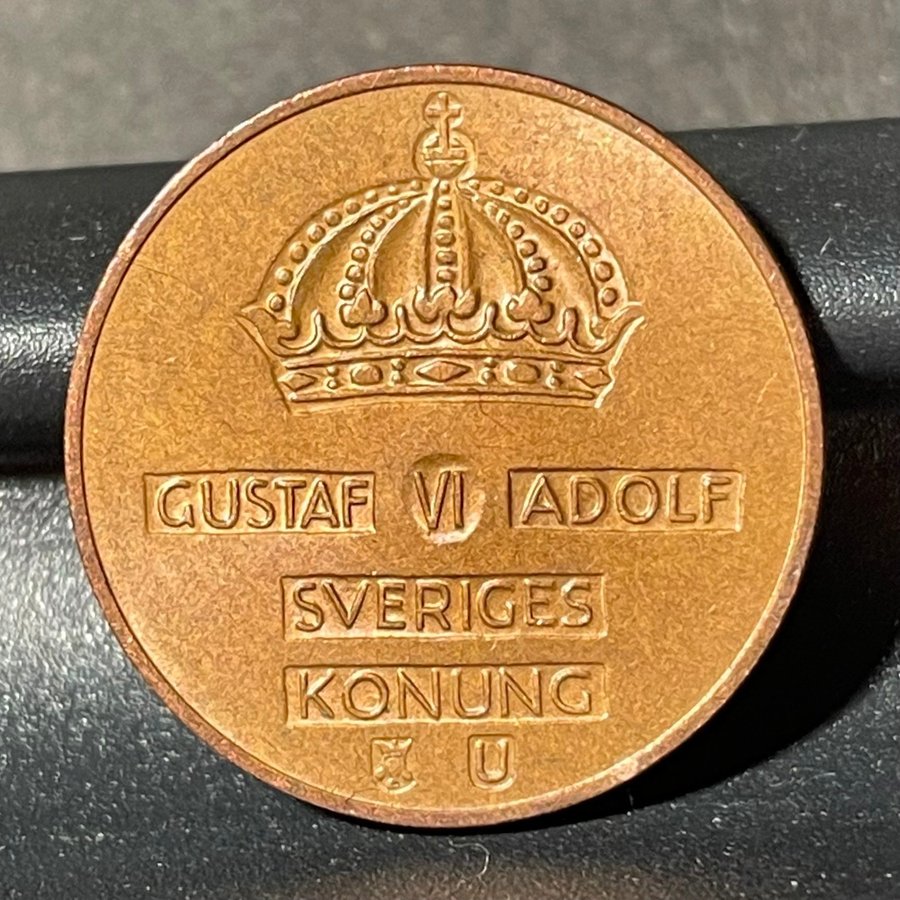 GUSTAF VI ADOLF
SVERIGES
KONUNG
U